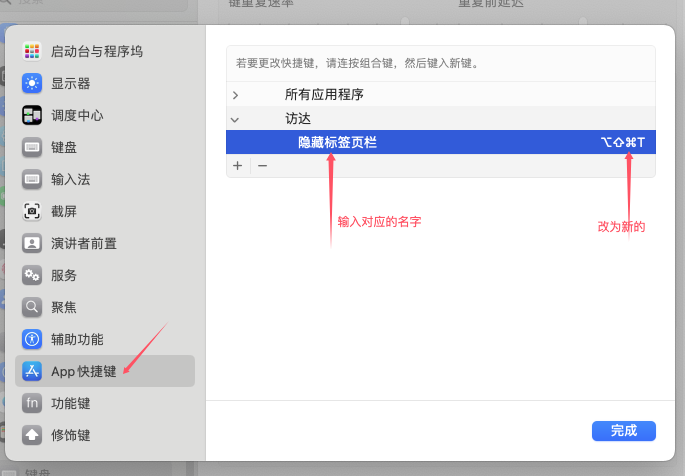 搜索
键重复速率
重复前延迟
启动台与程序坞
显示器
调度中心
键盘
输入法
截屏
演讲者前置
服务
聚焦
辅助功能
App 快捷键
fn 功能键
修饰键
若要更改快捷键，请连按组合键，然后键入新键。
所有应用程序
访达
隐藏标签页栏 ⌥⇧⌘T
+ −
输入对应的名字
改为新的
完成
键盘